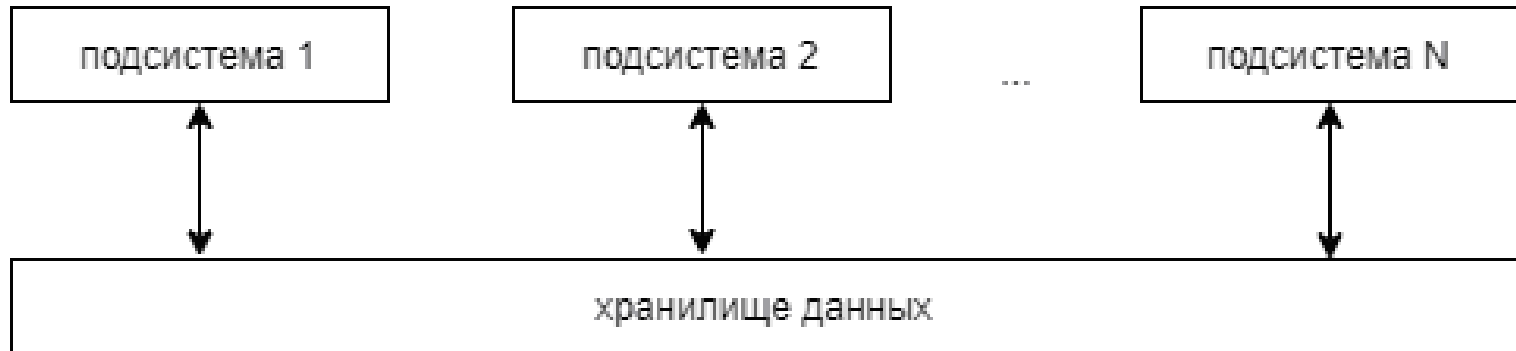 подсистема 1
подсистема 2
...
подсистема N
хранилище данных